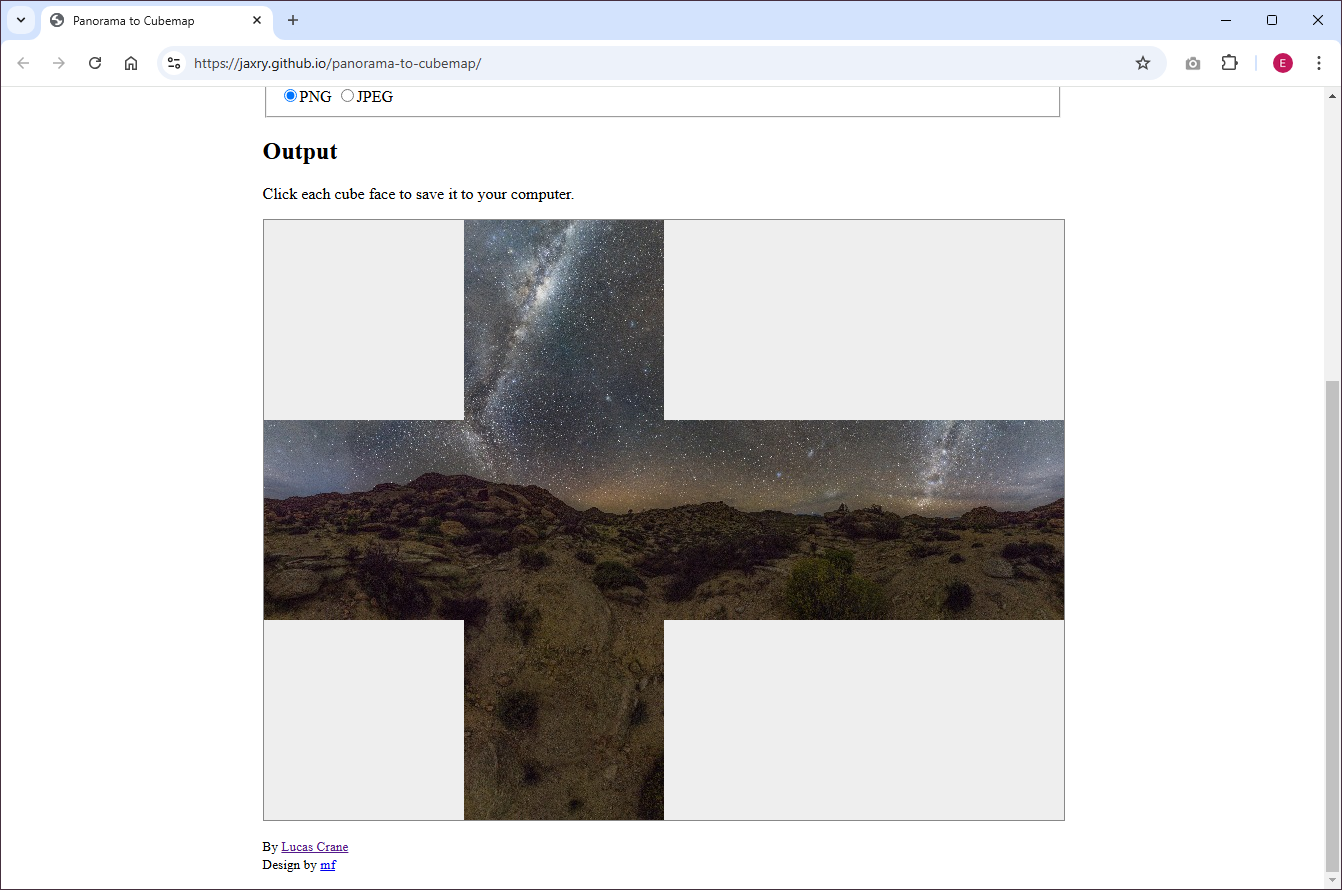 Panorama to Cubemap
https://jaxry.github.io/panorama-to-cubemap/
E
PNG JPEG
Output
Click each cube face to save it to your computer.
By Lucas Crane
Design by mf